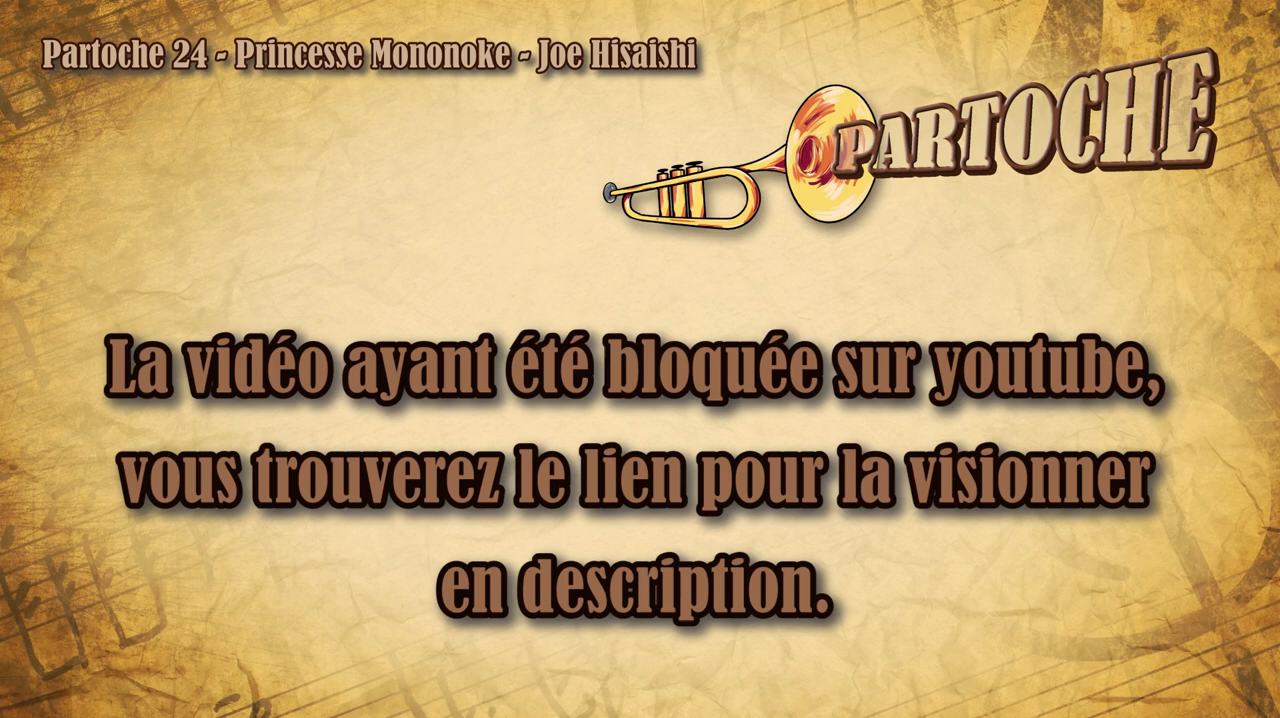 Partoche 24 - Princesse Mononoke - Joe Hisaishi
PARTOCHE
La vidéo ayant été bloquée sur youtube,
vous trouverez le lien pour la visionner
en description.